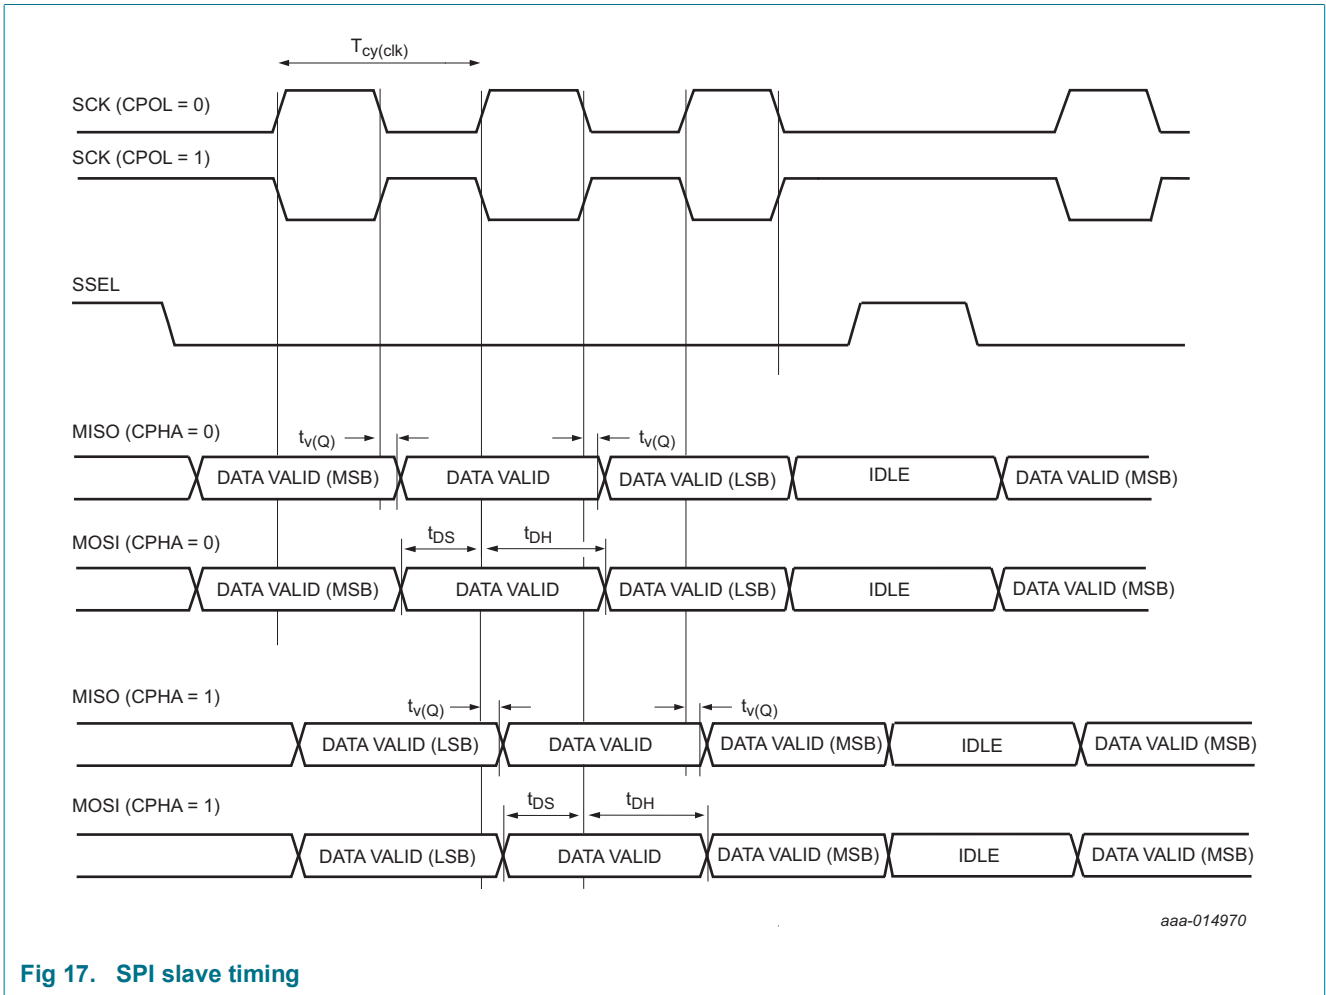 Tcy(clk)
SCK (CPOL = 0)
SCK (CPOL = 1)
SSEL
MISO (CPHA = 0)
tv(Q)
tv(Q)
DATA VALID (MSB)
DATA VALID
DATA VALID (LSB)
IDLE
DATA VALID (MSB)
MOSI (CPHA = 0)
tDS
tDH
DATA VALID (MSB)
DATA VALID
DATA VALID (LSB)
IDLE
DATA VALID (MSB)
MISO (CPHA = 1)
tv(Q)
tv(Q)
DATA VALID (LSB)
DATA VALID
DATA VALID (MSB)
IDLE
DATA VALID (MSB)
MOSI (CPHA = 1)
tDS
tDH
DATA VALID (LSB)
DATA VALID
DATA VALID (MSB)
IDLE
DATA VALID (MSB)
aaa-014970
Fig 17. SPI slave timing